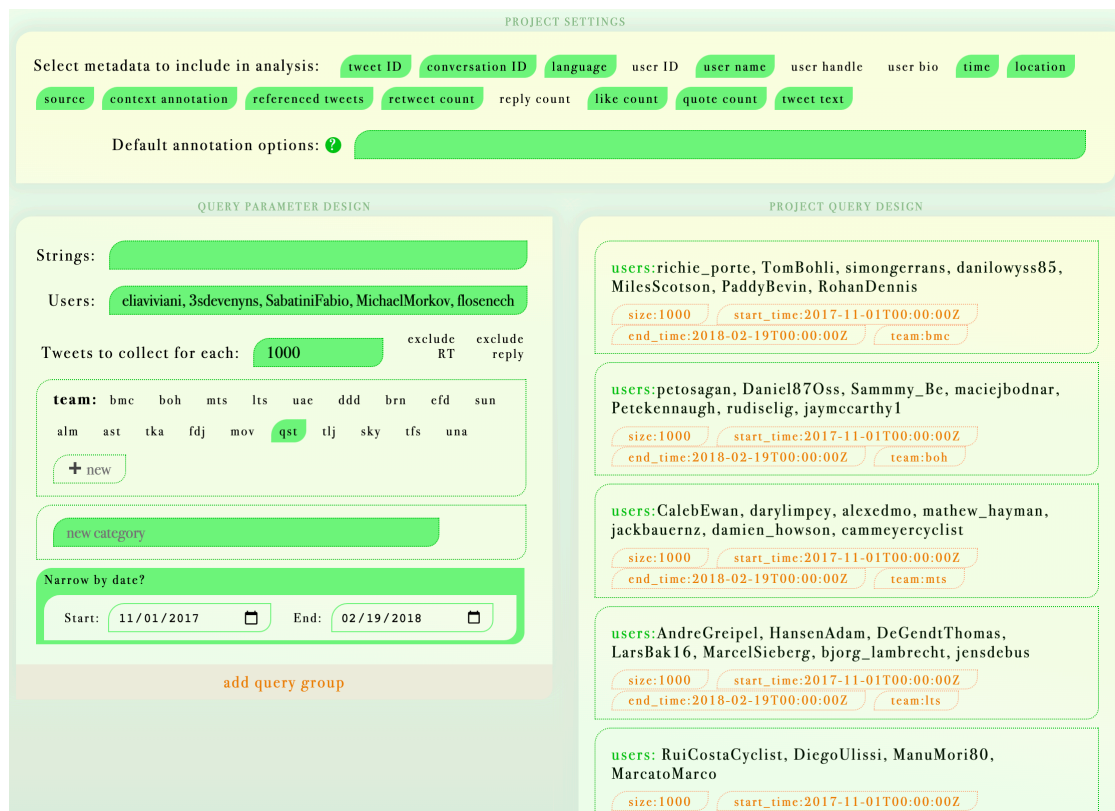 PROJECT SETTINGS
Select metadata to include in analysis: tweet ID conversation ID language user ID user name user handle user bio time location
source context annotation referenced tweets retweet count reply count like count quote count tweet text
Default annotation options: ?
QUERY PARAMETER DESIGN
Strings:
Users: eliaviviani, 3sdevenyns, SabatiniFabio, MichaelMorkov, flosenech
Tweets to collect for each: 1000 exclude RT exclude reply
team: bmc boh mts lts uae ddd brn efd sun
alm ast tka fdj mov qst tlj sky tfs una
+ new
new category
Narrow by date?
Start: 11/01/2017 End: 02/19/2018
add query group
PROJECT QUERY DESIGN
users:richie_porte, TomBohli, simongerrans, danilowyss85,
MilesScotson, PaddyBevin, RohanDennis
size:1000 start_time:2017-11-01T00:00:00Z
end_time:2018-02-19T00:00:00Z team:bmc
users:petosagan, Daniel87Oss, Sammmy_Be, maciejbodnar,
Petekennaugh, rudiselig, jaymccarthy1
size:1000 start_time:2017-11-01T00:00:00Z
end_time:2018-02-19T00:00:00Z team:boh
users:CalebEwan, darylimpey, alexedmo, mathew_hayman,
jackbauernz, damien_howson, cammeyercyclist
size:1000 start_time:2017-11-01T00:00:00Z
end_time:2018-02-19T00:00:00Z team:mts
users:AndreGreipel, HansenAdam, DeGendtThomas,
LarsBak16, MarcelSieberg, bjorg_lambrecht, jensdebus
size:1000 start_time:2017-11-01T00:00:00Z
end_time:2018-02-19T00:00:00Z team:lts
users: RuiCostaCyclist, DiegoUlissi, ManuMori80,
MarcatoMarco
size:1000 start_time:2017-11-01T00:00:00Z